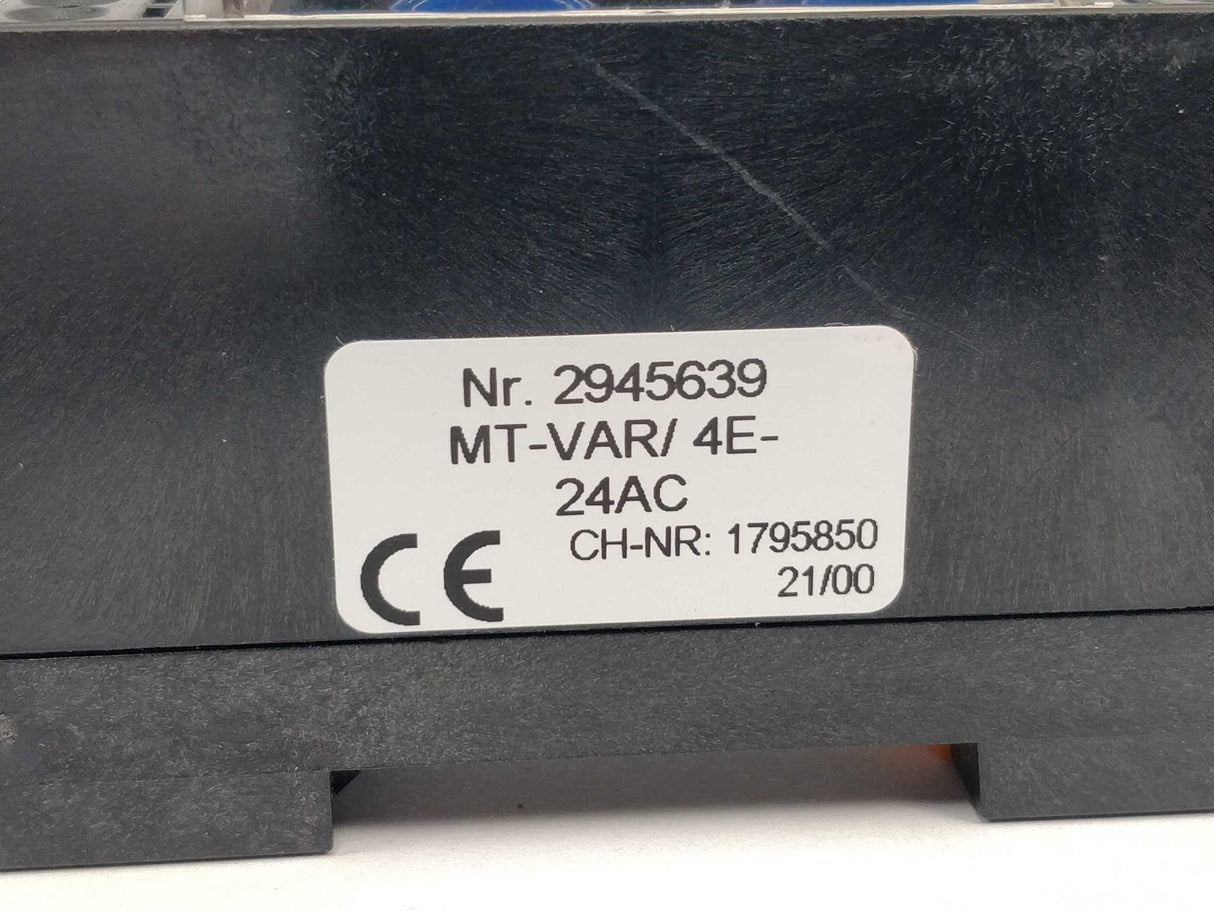 Nr. 2945639
MT-VAR/ 4E-
24AC
CH-NR: 1795850
CE 21/00